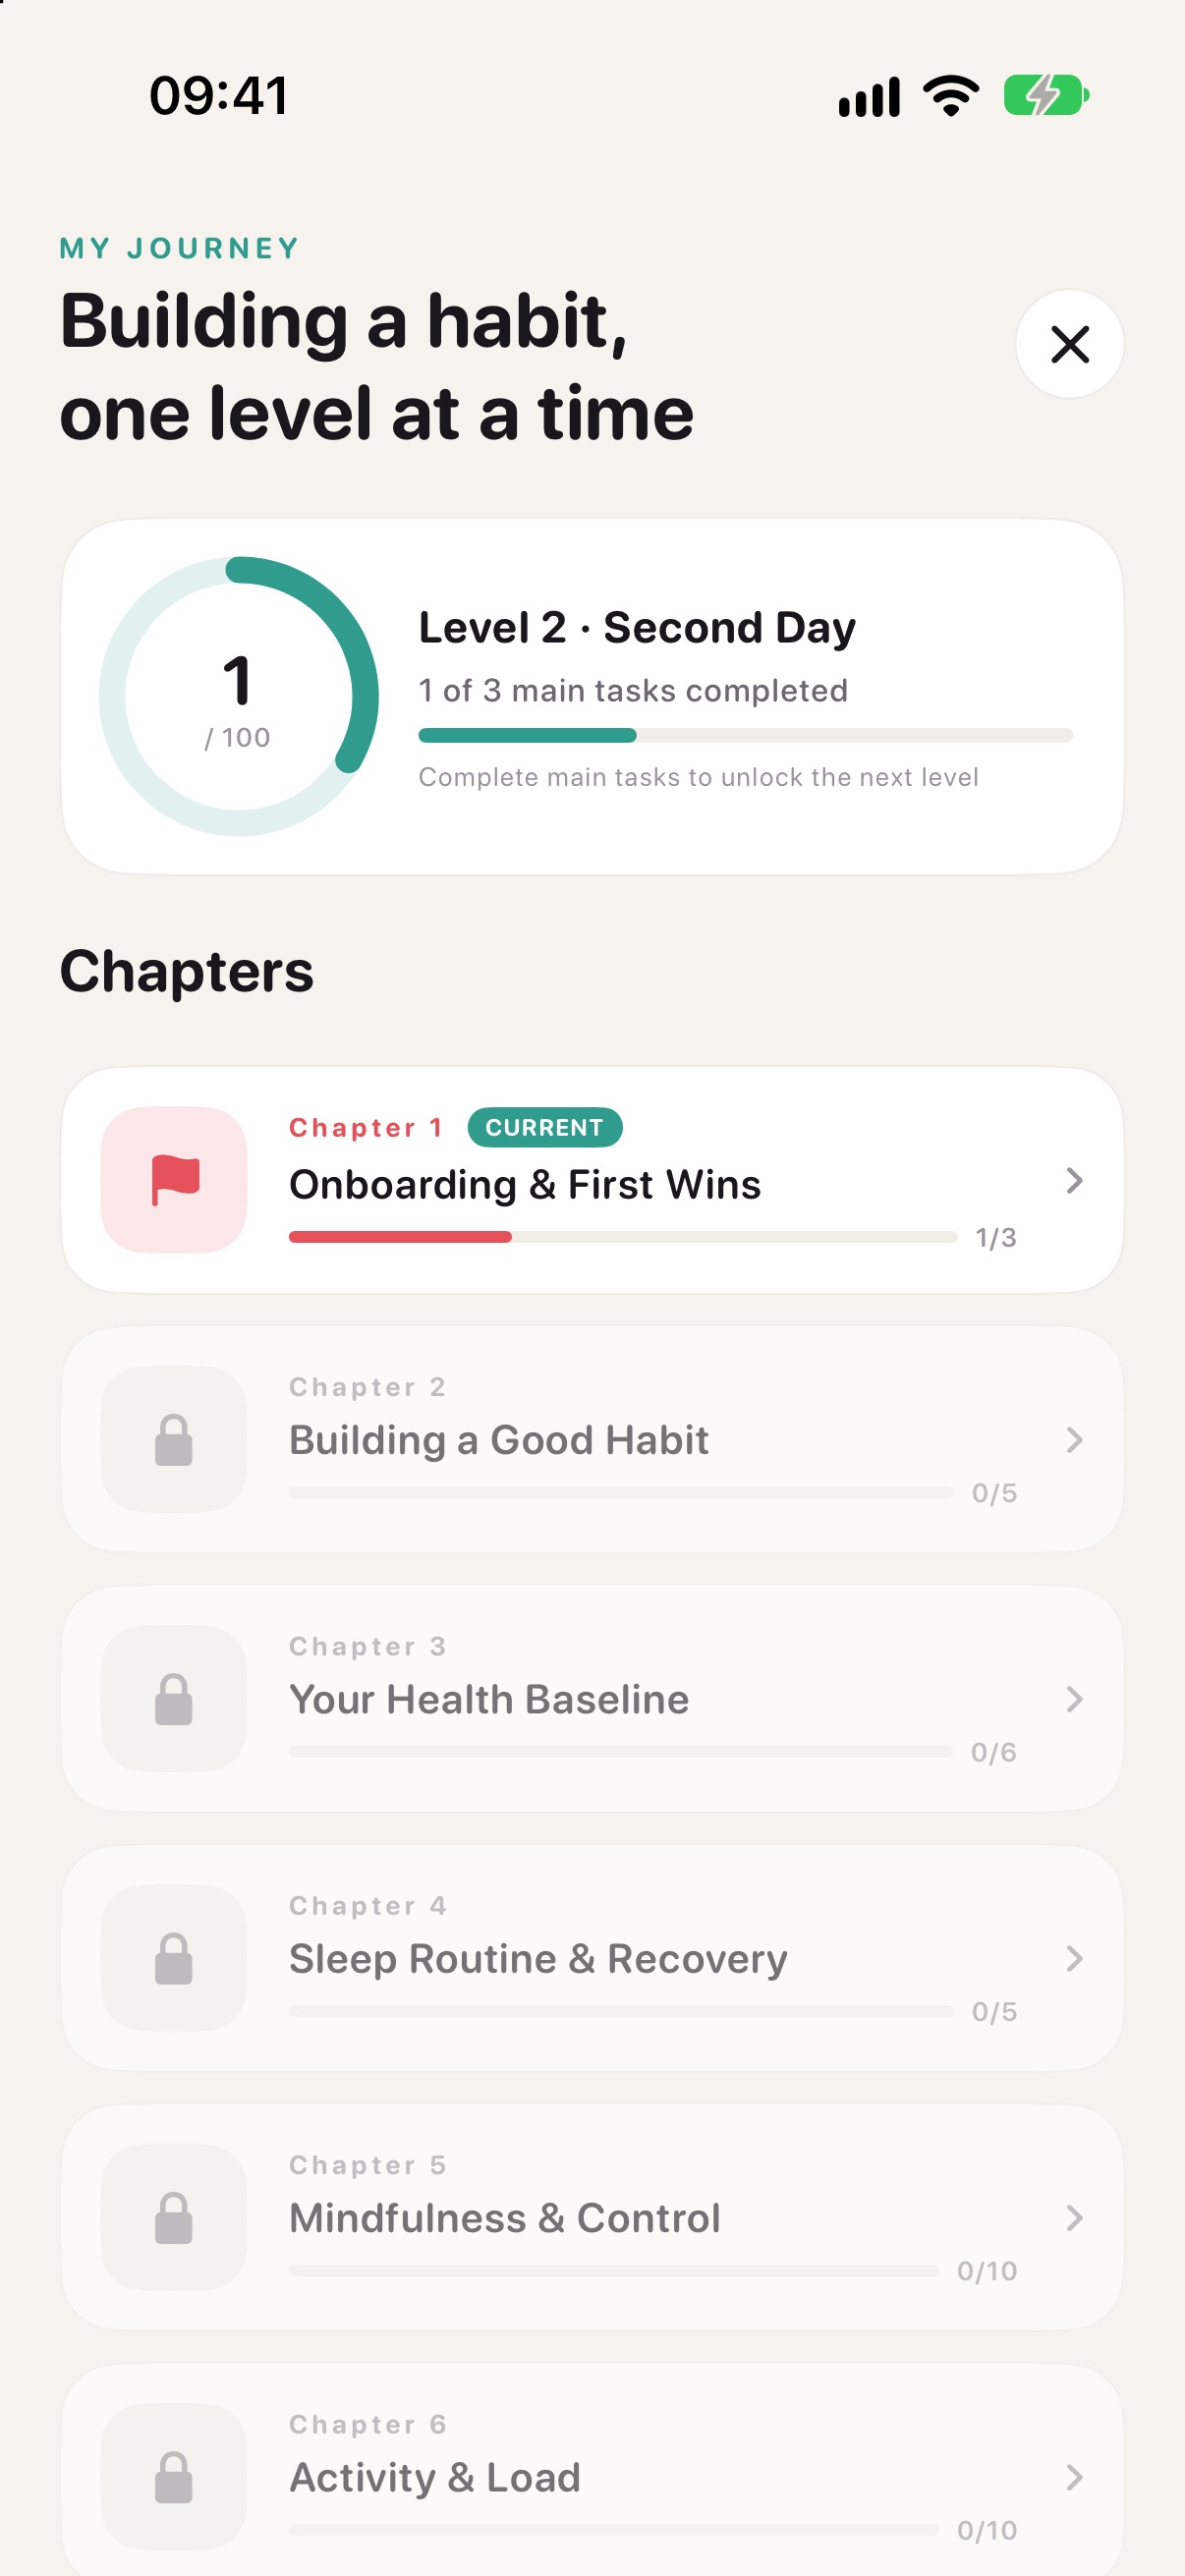 09:41
MY JOURNEY
Building a habit,
one level at a time
1
/ 100
Level 2 · Second Day
1 of 3 main tasks completed
Complete main tasks to unlock the next level
Chapters
Chapter 1 CURRENT
Onboarding & First Wins
1/3
Chapter 2
Building a Good Habit
0/5
Chapter 3
Your Health Baseline
0/6
Chapter 4
Sleep Routine & Recovery
0/5
Chapter 5
Mindfulness & Control
0/10
Chapter 6
Activity & Load
0/10